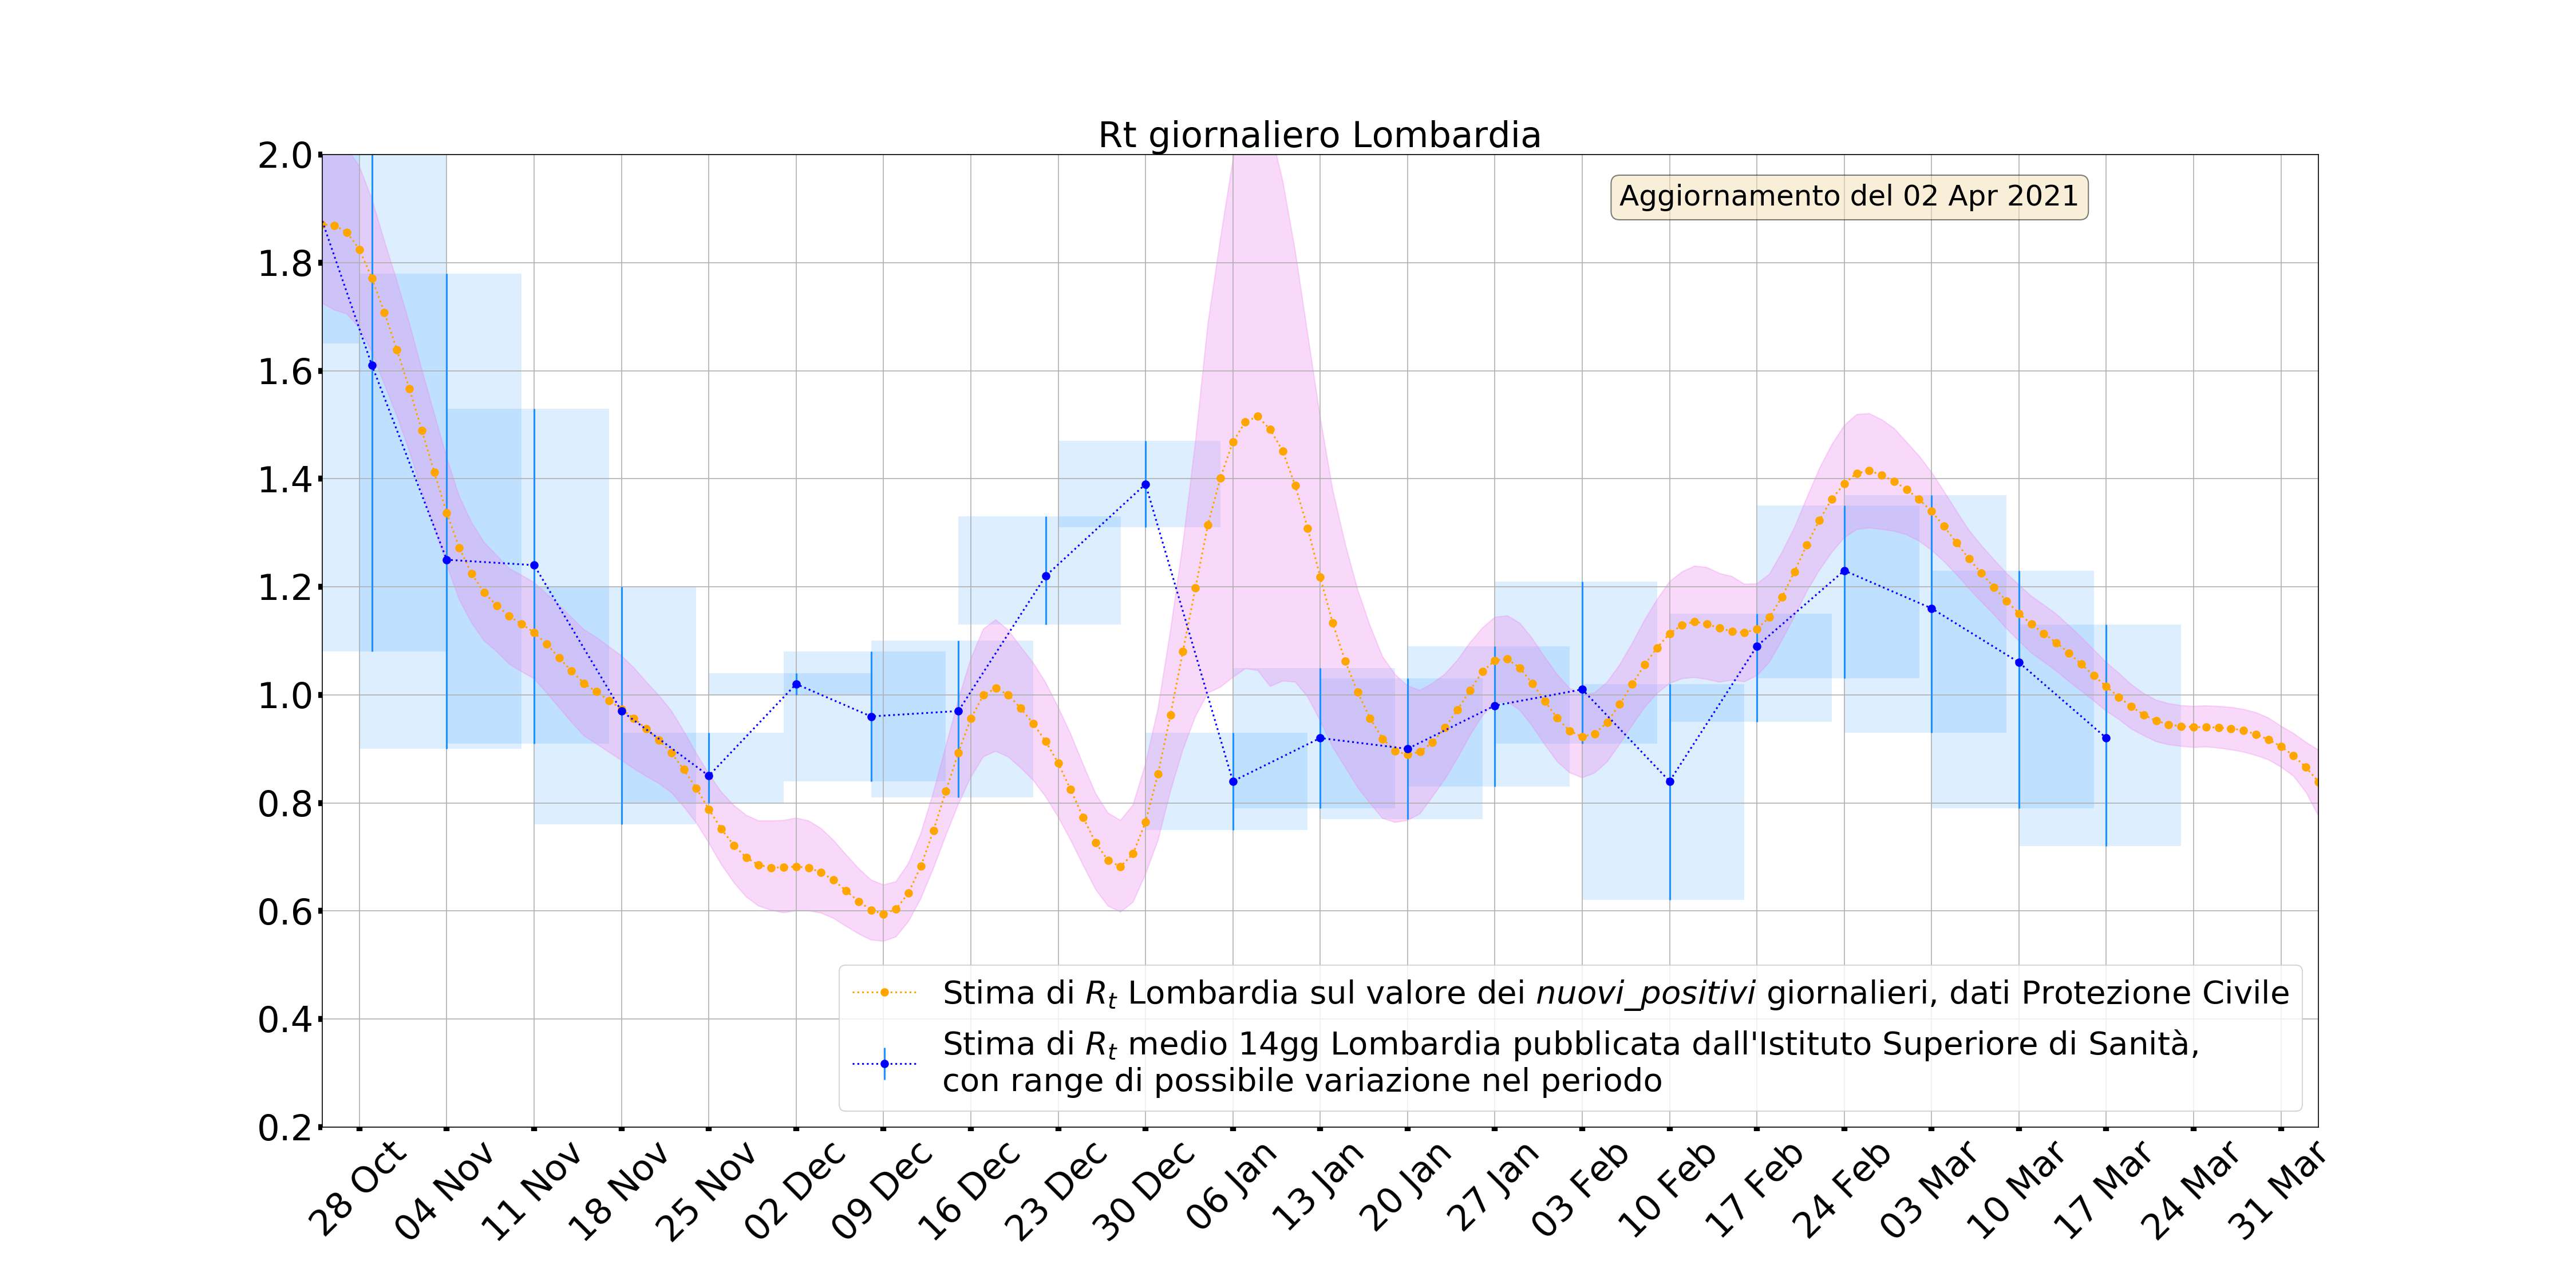 Rt giornaliero Lombardia
Aggiornamento del 02 Apr 2021
2.0
1.8
1.6
1.4
1.2
1.0
0.8
0.6
0.4
0.2
Stima di Rt Lombardia sul valore dei nuovi_positivi giornalieri, dati Protezione Civile
Stima di Rt medio 14gg Lombardia pubblicata dall'Istituto Superiore di Sanità,
con range di possibile variazione nel periodo
28 Oct
04 Nov
11 Nov
18 Nov
25 Nov
02 Dec
09 Dec
16 Dec
23 Dec
30 Dec
06 Jan
13 Jan
20 Jan
27 Jan
03 Feb
10 Feb
17 Feb
24 Feb
03 Mar
10 Mar
17 Mar
24 Mar
31 Mar